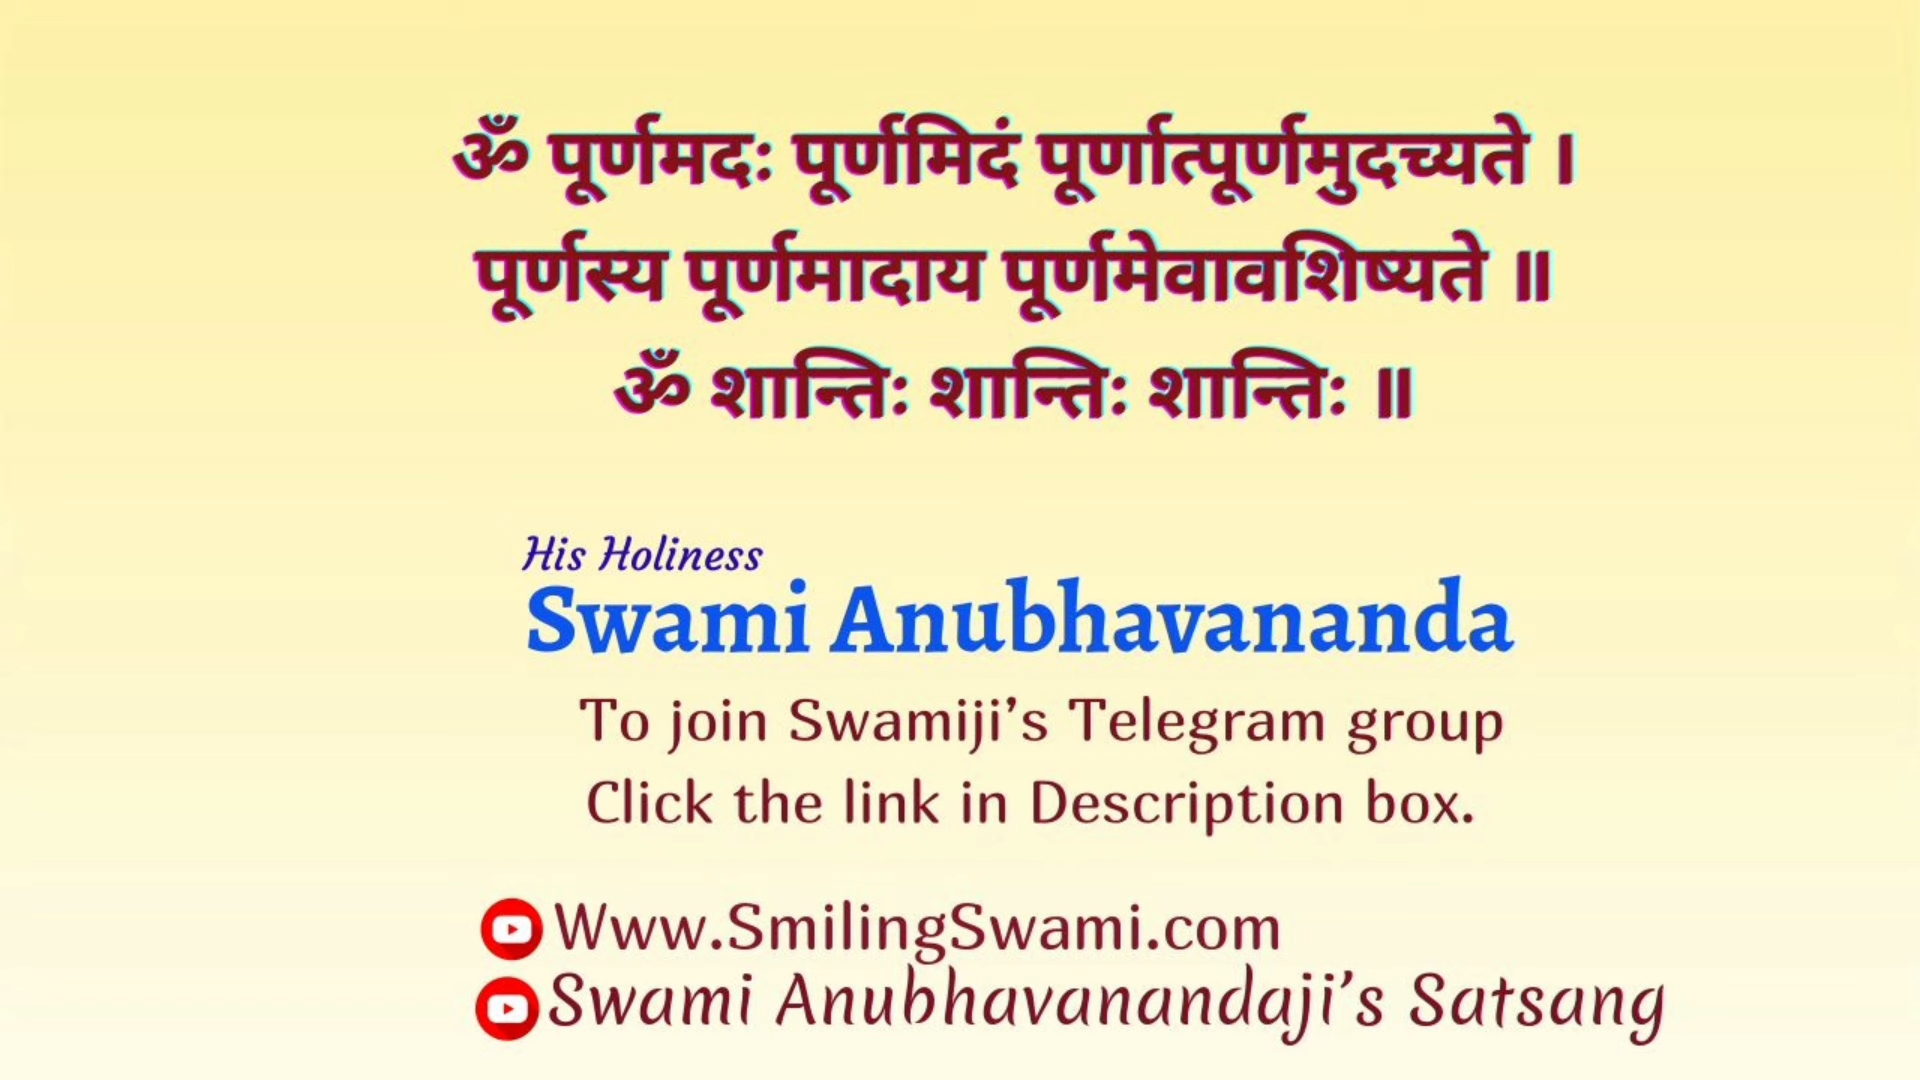 ॐ पूर्णमदः पूर्णमिदं पूर्णात्पूर्णमुदच्यते ।
पूर्णस्य पूर्णमादाय पूर्णमेवावशिष्यते ॥
ॐ शान्तिः शान्तिः शान्तिः ॥
His Holiness
Swami Anubhavananda
To join Swamiji’s Telegram group
Click the link in Description box.
Www.SmilingSwami.com
Swami Anubhavanandaji’s Satsang